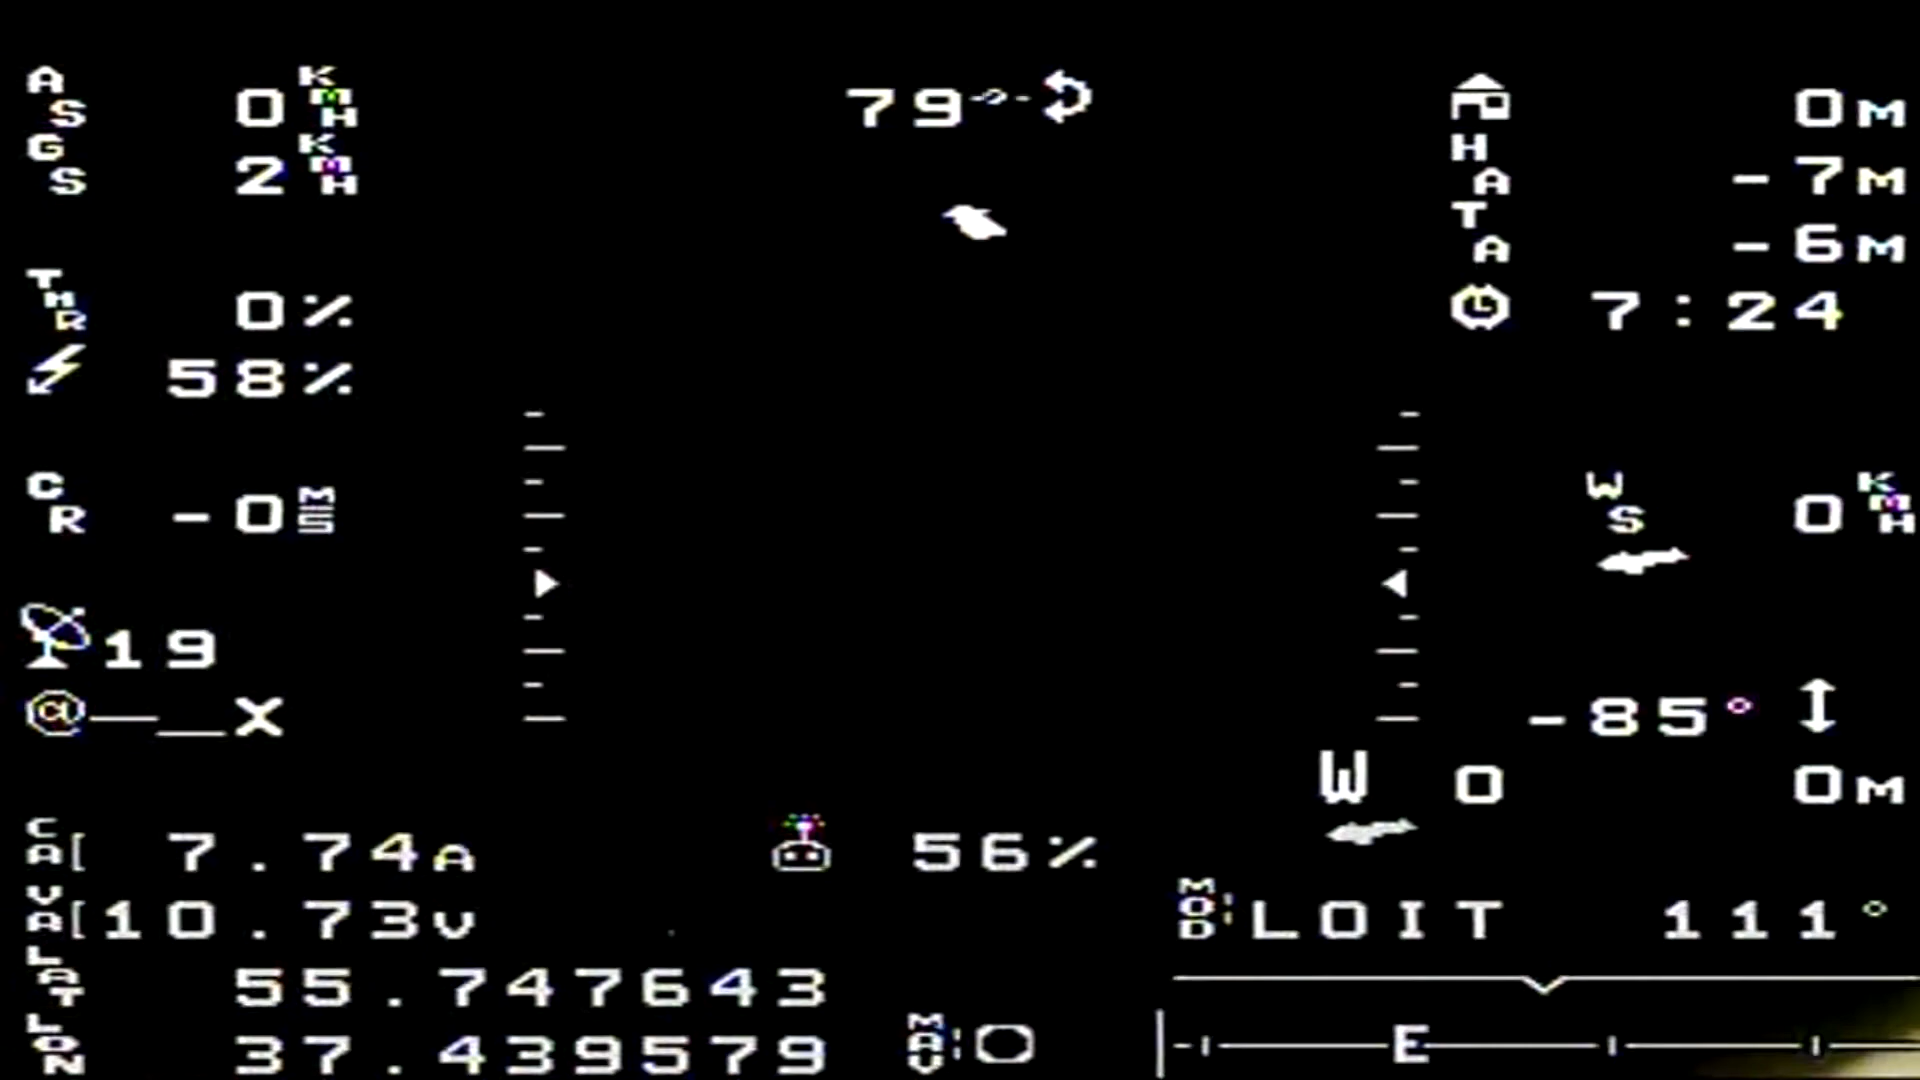 AS 0 KMH
79
0M
GS 2 KMH
HA -7M
TA -6M
THR 0%
7:24
58%
CR -0 M/S
WS 0 KMH
19
@ X
-85°
W 0 0M
CA[ 7.74A
56%
VA[10.73V
MOD: LOIT 111°
LAT 55.747643
LON 37.439579
MAV:
E